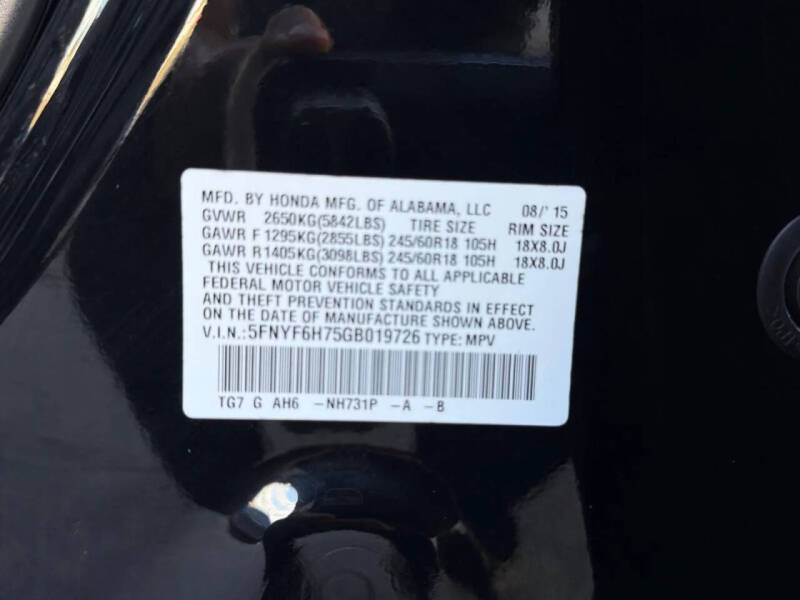 MFD. BY HONDA MFG. OF ALABAMA, LLC 08/'15
GVWR 2650KG(5842LBS) TIRE SIZE RIM SIZE
GAWR F 1295KG(2855LBS) 245/60R18 105H 18X8.0J
GAWR R1405KG(3098LBS) 245/60R18 105H 18X8.0J
THIS VEHICLE CONFORMS TO ALL APPLICABLE
FEDERAL MOTOR VEHICLE SAFETY
AND THEFT PREVENTION STANDARDS IN EFFECT
ON THE DATE OF MANUFACTURE SHOWN ABOVE.
V.I.N.: 5FNYF6H75GB019726 TYPE: MPV
TG7 G AH6 -NH731P -A -B